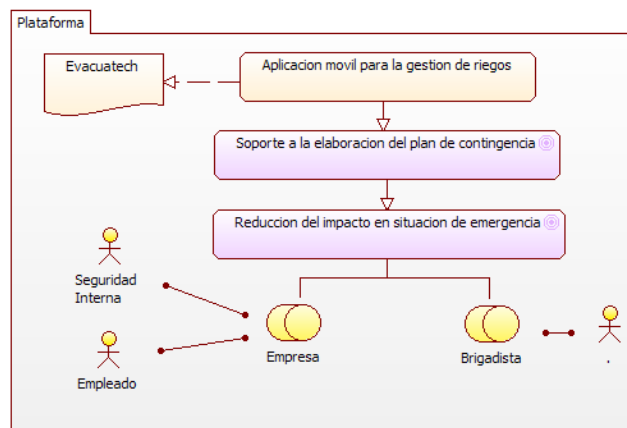 Plataforma
Evacuatech
Aplicacion movil para la gestion de riegos
Soporte a la elaboracion del plan de contingencia
Reduccion del impacto en situacion de emergencia
Seguridad
Interna
Empresa
Brigadista
.
Empleado